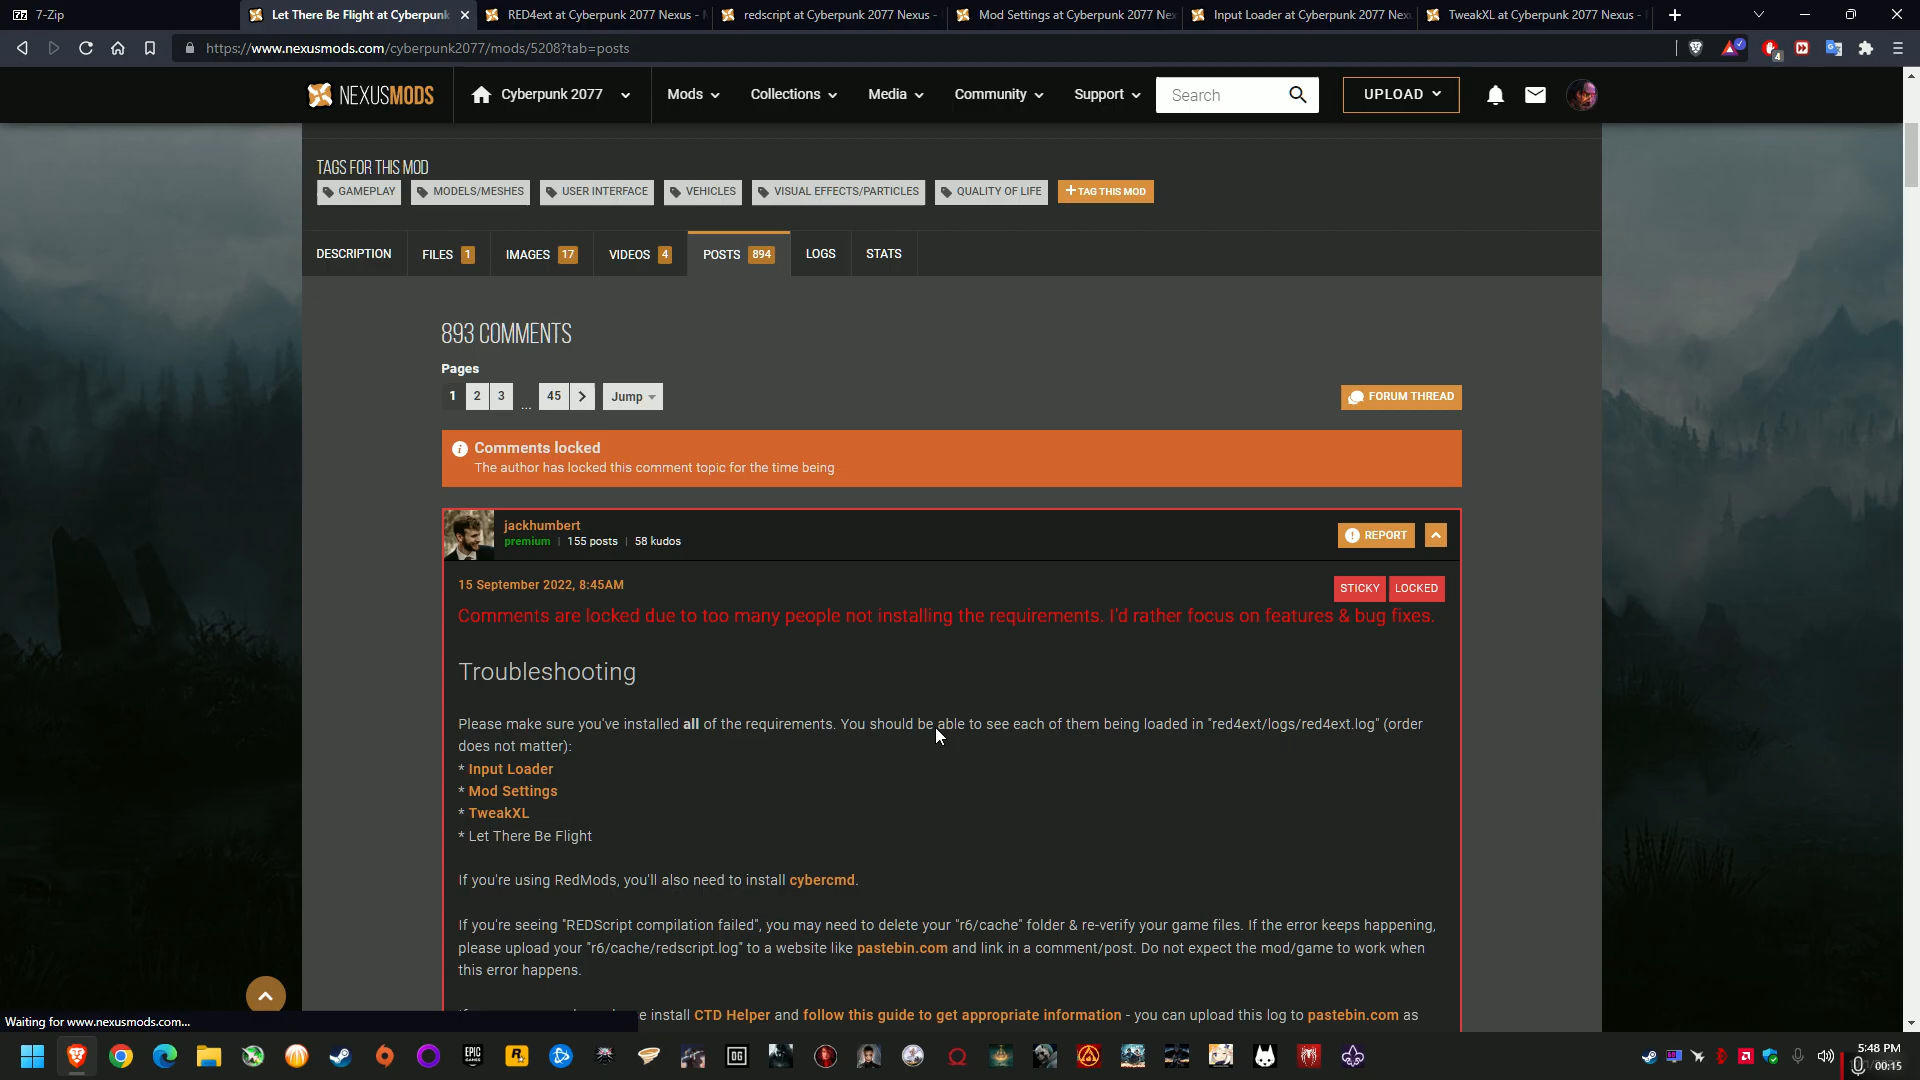 7-Zip
Let There Be Flight at Cyberpunk
RED4ext at Cyberpunk 2077 Nexus -
redscript at Cyberpunk 2077 Nexus -
Mod Settings at Cyberpunk 2077 Nex
Input Loader at Cyberpunk 2077 Nex
TweakXL at Cyberpunk 2077 Nexus -
https://www.nexusmods.com/cyberpunk2077/mods/5208?tab=posts
4
NEXUSMODS
Cyberpunk 2077
Mods
Collections
Media
Community
Support
Search
UPLOAD
TAGS FOR THIS MOD
GAMEPLAY
MODELS/MESHES
USER INTERFACE
VEHICLES
VISUAL EFFECTS/PARTICLES
QUALITY OF LIFE
+ TAG THIS MOD
DESCRIPTION
FILES 1
IMAGES 17
VIDEOS 4
POSTS 894
LOGS
STATS
893 COMMENTS
Pages
1 2 3 ... 45 > Jump
FORUM THREAD
Comments locked
The author has locked this comment topic for the time being
jackhumbert
premium | 155 posts | 58 kudos
REPORT
15 September 2022, 8:45AM
STICKY LOCKED
Comments are locked due to too many people not installing the requirements. I'd rather focus on features & bug fixes.
Troubleshooting
Please make sure you've installed all of the requirements. You should be able to see each of them being loaded in "red4ext/logs/red4ext.log" (order
does not matter):
* Input Loader
* Mod Settings
* TweakXL
* Let There Be Flight
If you're using RedMods, you'll also need to install cybercmd.
If you're seeing "REDScript compilation failed", you may need to delete your "r6/cache" folder & re-verify your game files. If the error keeps happening,
please upload your "r6/cache/redscript.log" to a website like pastebin.com and link in a comment/post. Do not expect the mod/game to work when
this error happens.
install CTD Helper and follow this guide to get appropriate information - you can upload this log to pastebin.com as
Waiting for www.nexusmods.com...
EPIC GAMES
OG
5:48 PM
00:15